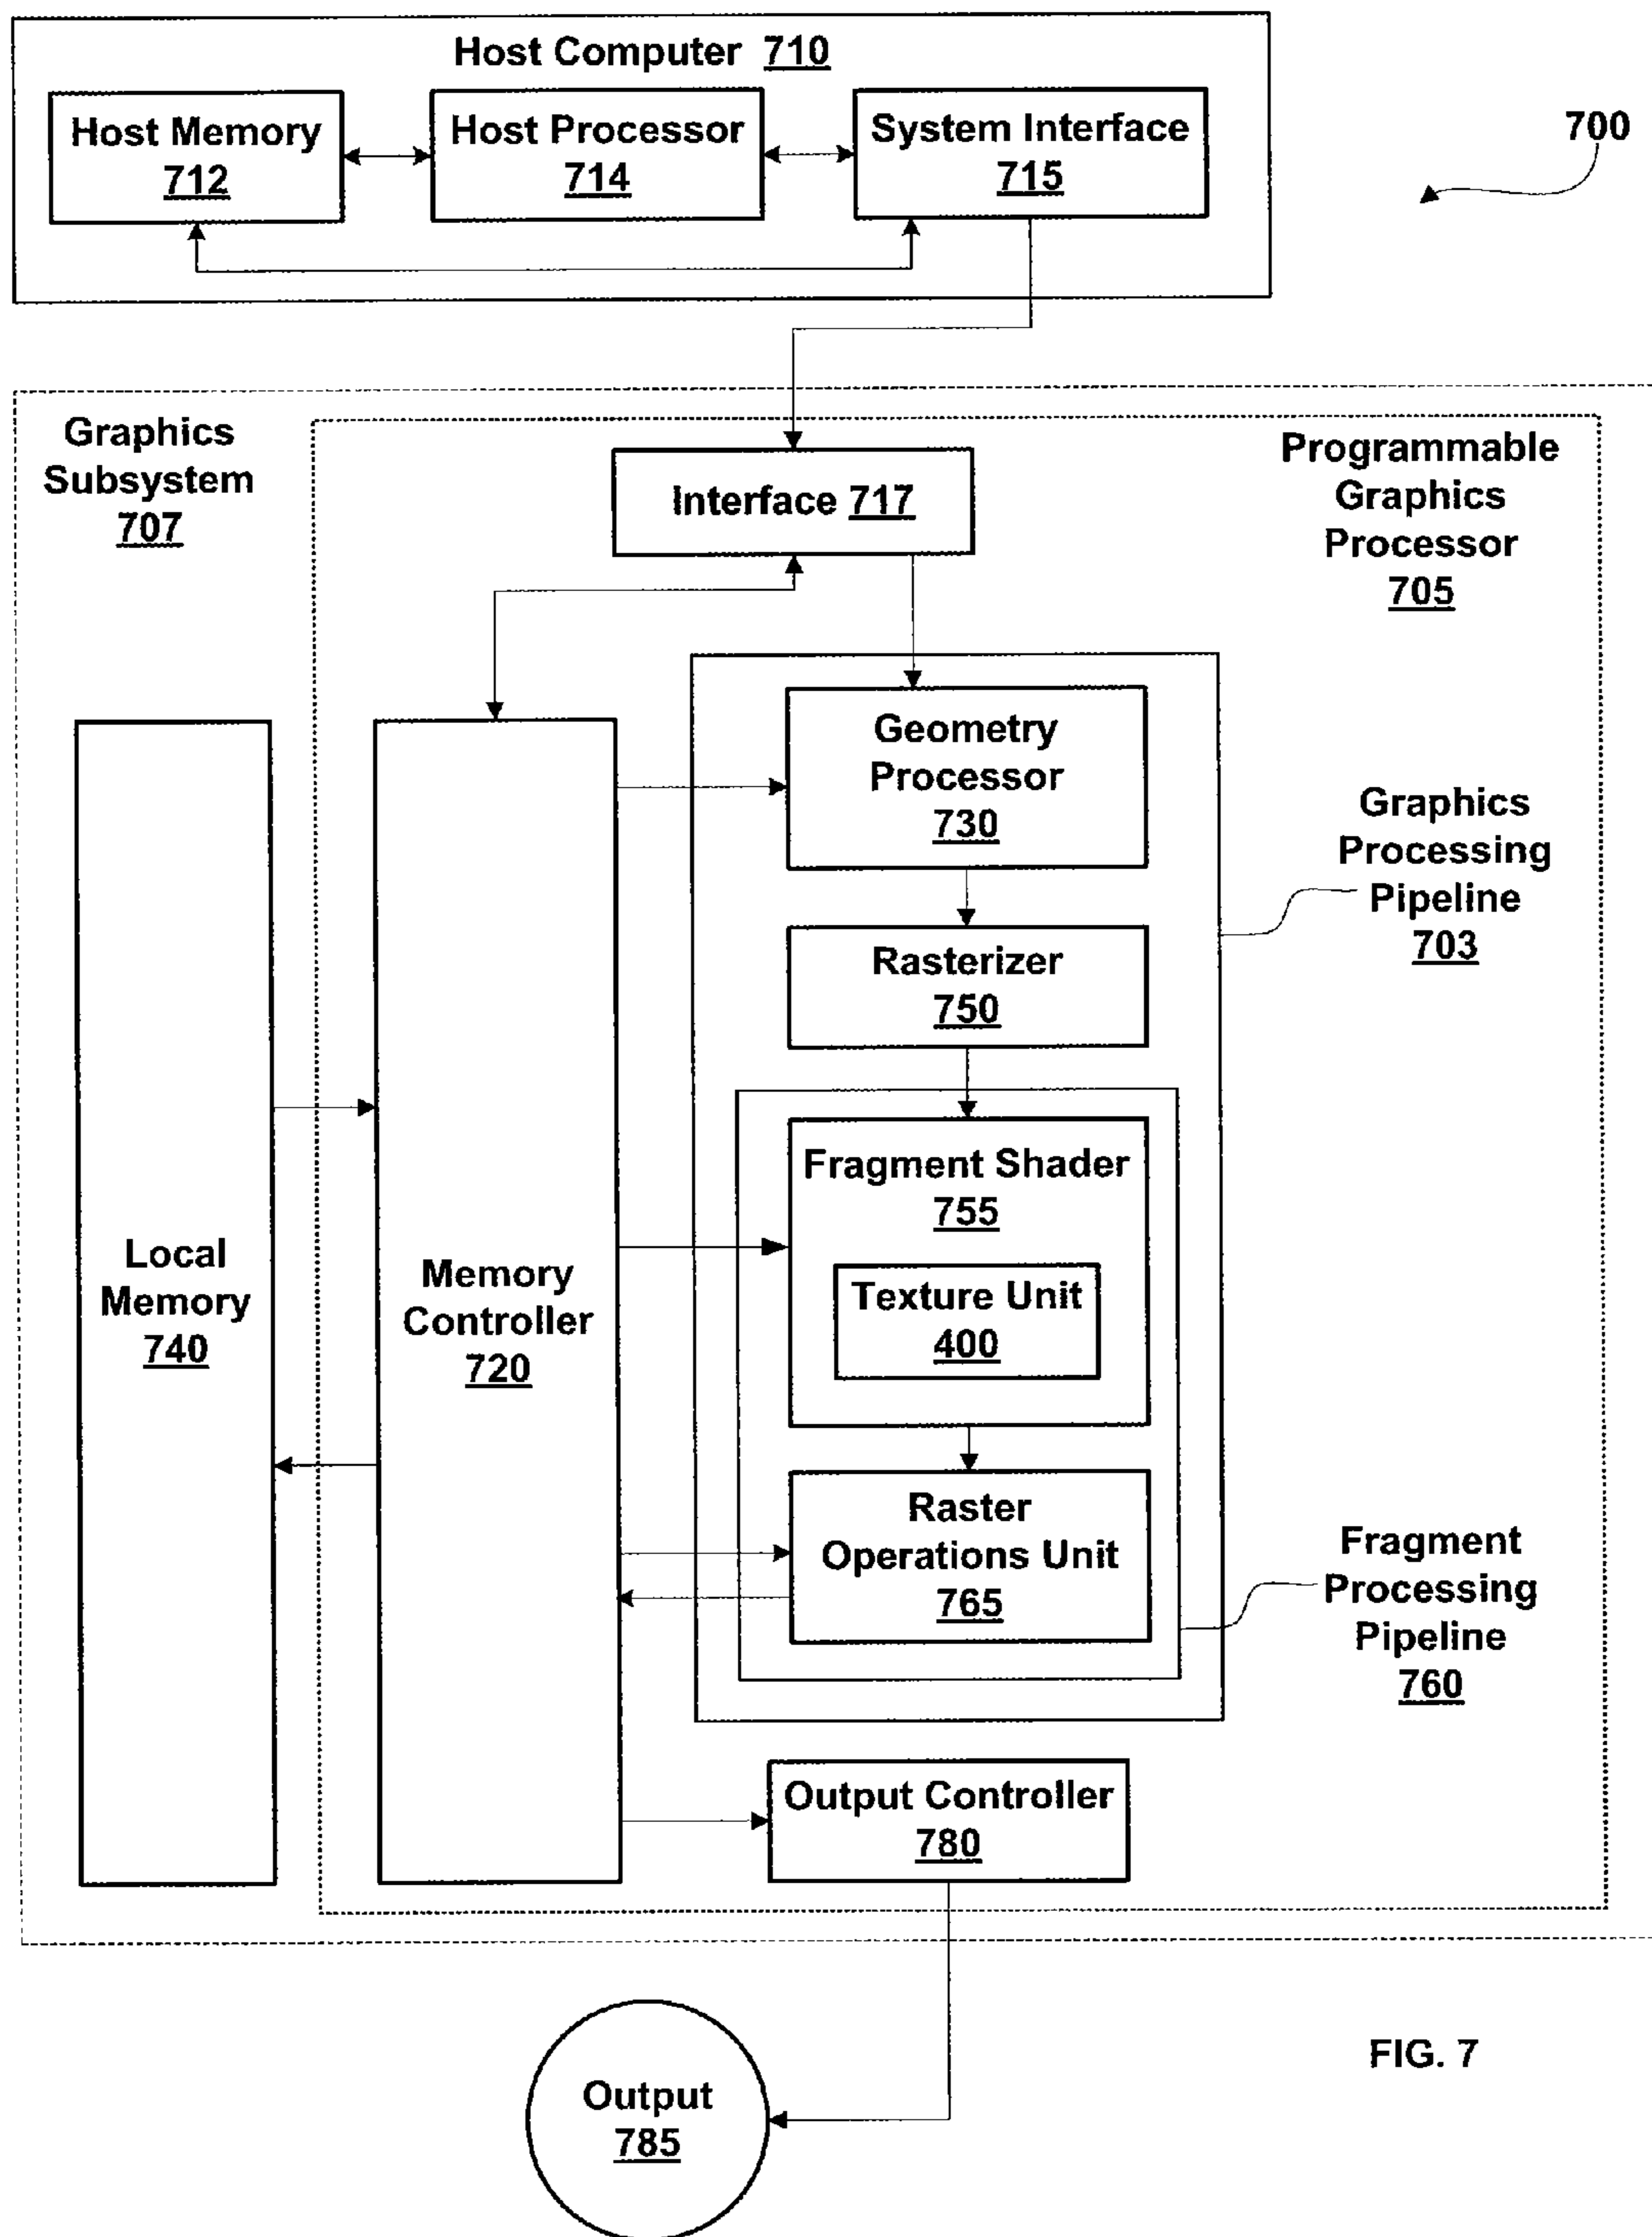 Host Computer 710
Host Memory
712
Host Processor
714
System Interface
715
700
Graphics
Subsystem
707
Interface 717
Programmable
Graphics
Processor
705
Geometry
Processor
730
Graphics
Processing
Pipeline
703
Rasterizer
750
Fragment Shader
755
Texture Unit
400
Local
Memory
740
Memory
Controller
720
Raster
Operations Unit
765
Fragment
Processing
Pipeline
760
Output Controller
780
Output
785
FIG. 7